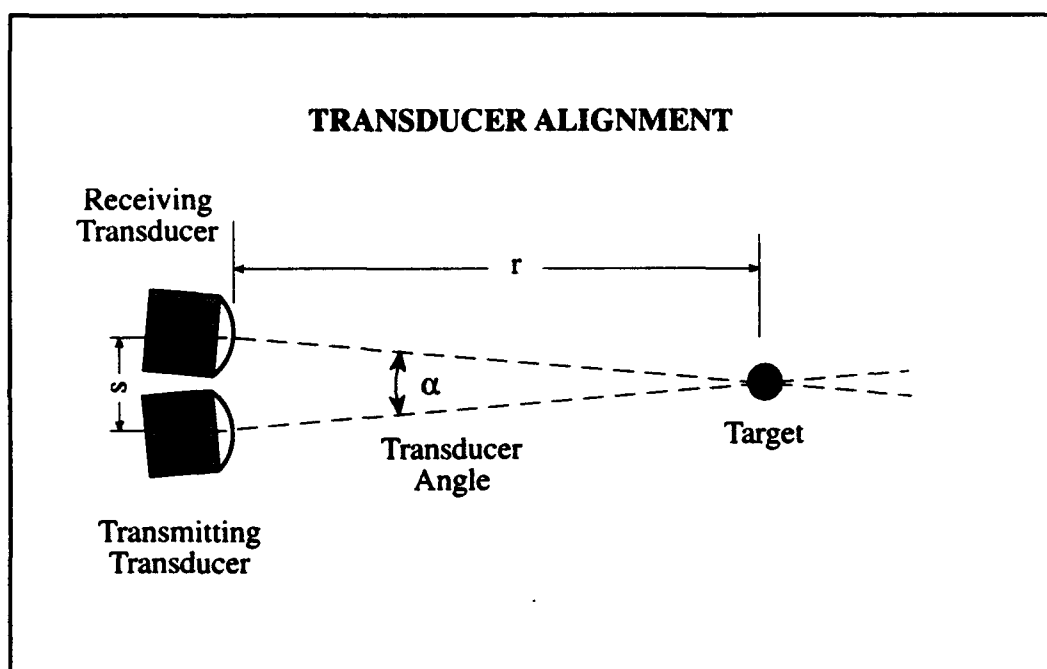 TRANSDUCER ALIGNMENT
Receiving
Transducer
r
s
α
Transducer
Angle
Target
Transmitting
Transducer